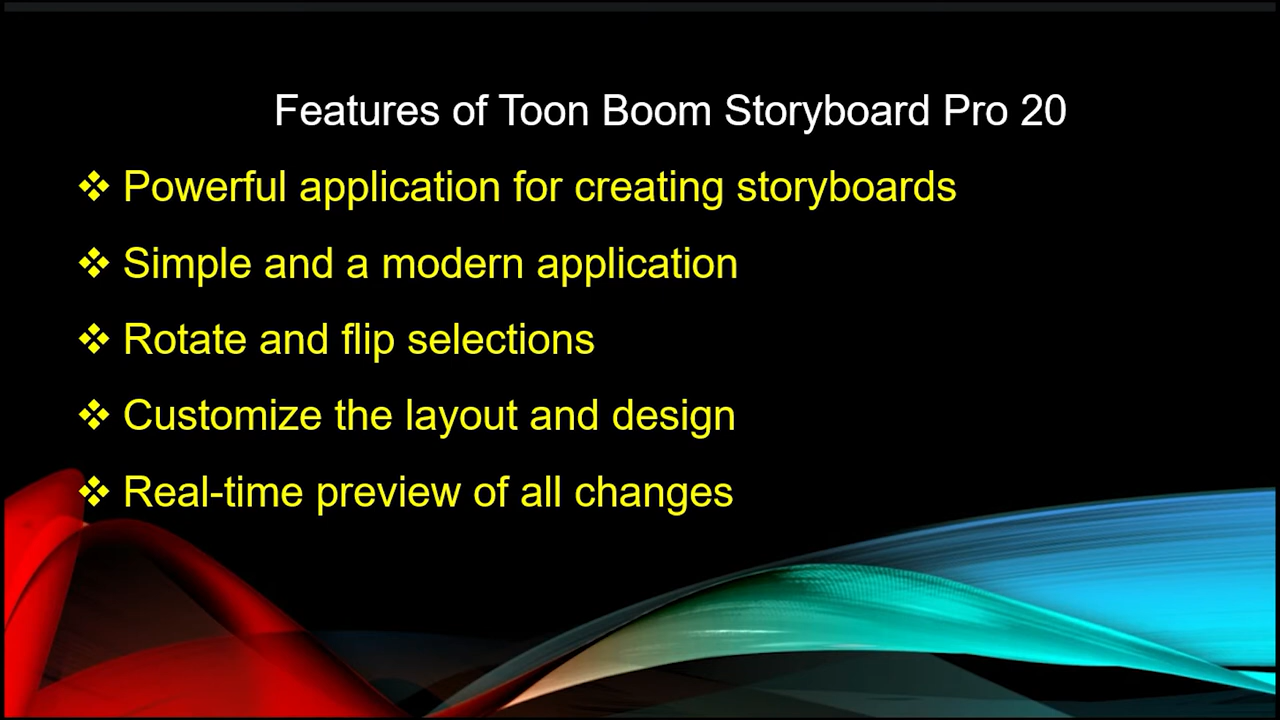 Features of Toon Boom Storyboard Pro 20
❖ Powerful application for creating storyboards
❖ Simple and a modern application
❖ Rotate and flip selections
❖ Customize the layout and design
❖ Real-time preview of all changes